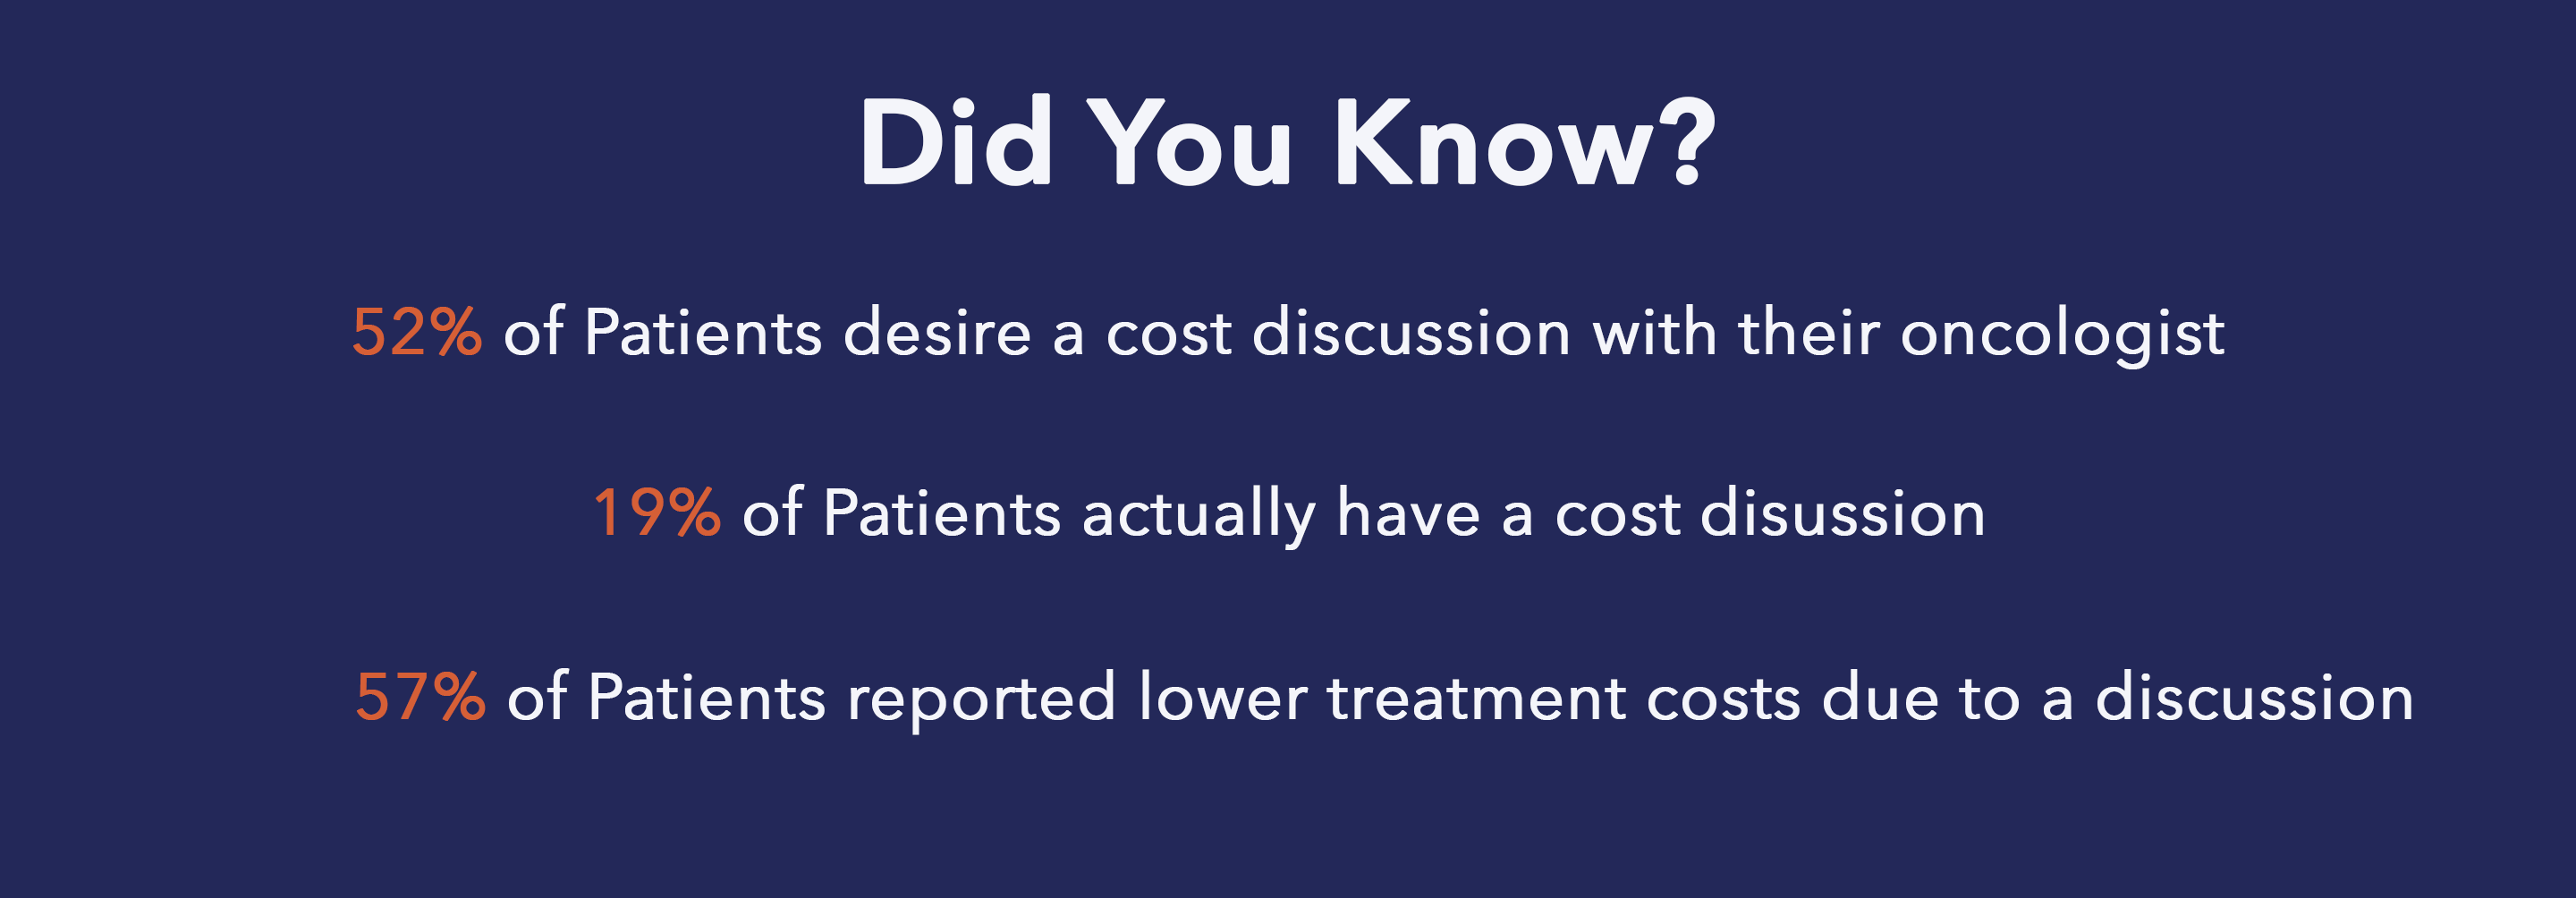 Did You Know?
52% of Patients desire a cost discussion with their oncologist
19% of Patients actually have a cost disussion
57% of Patients reported lower treatment costs due to a discussion